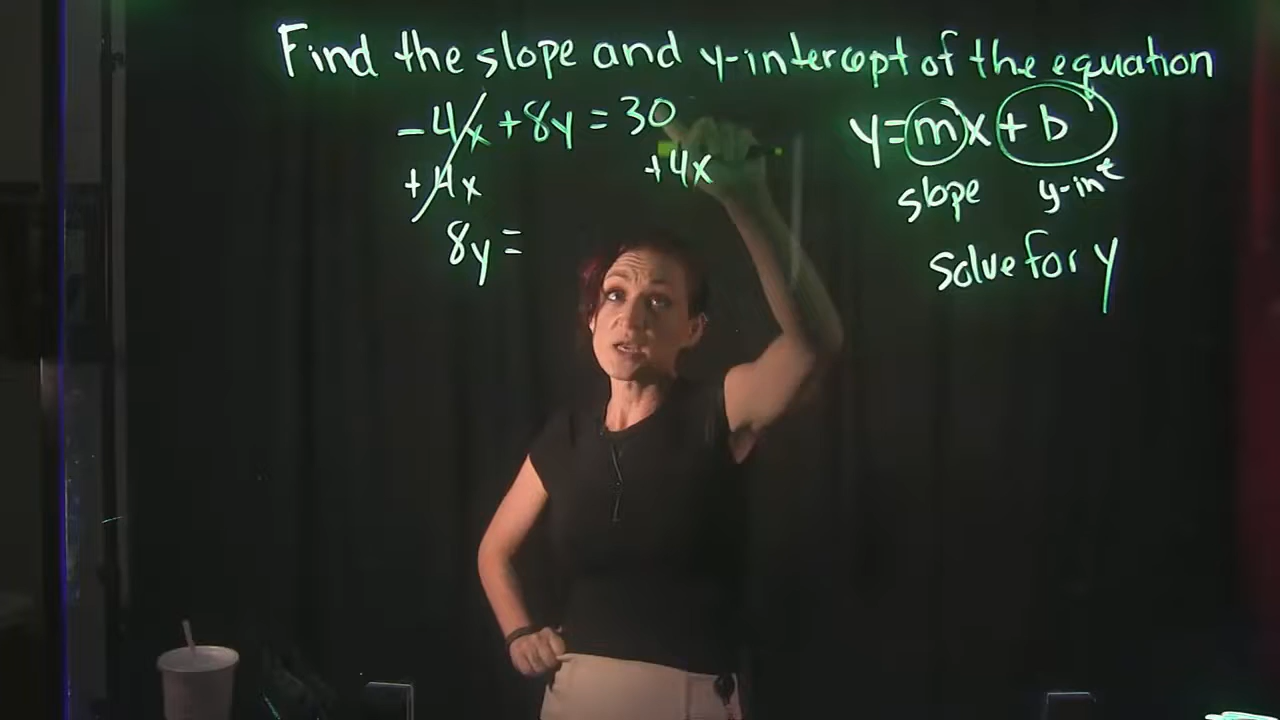 Find the slope and y-intercept of the equation
-4x + 8y = 30
+4x +4x
8y =
y = mx + b
slope y-int
solve for y